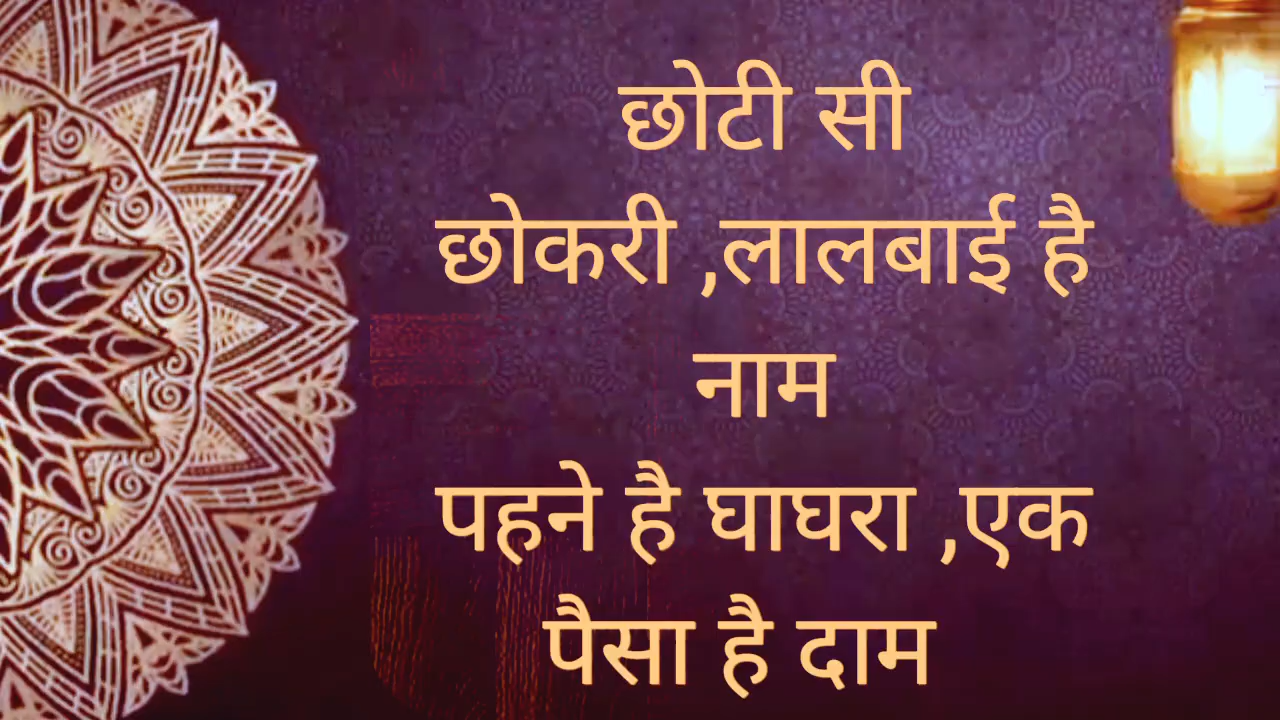 छोटी सी
छोकरी ,लालबाई है
नाम
पहने है घाघरा ,एक
पैसा है दाम